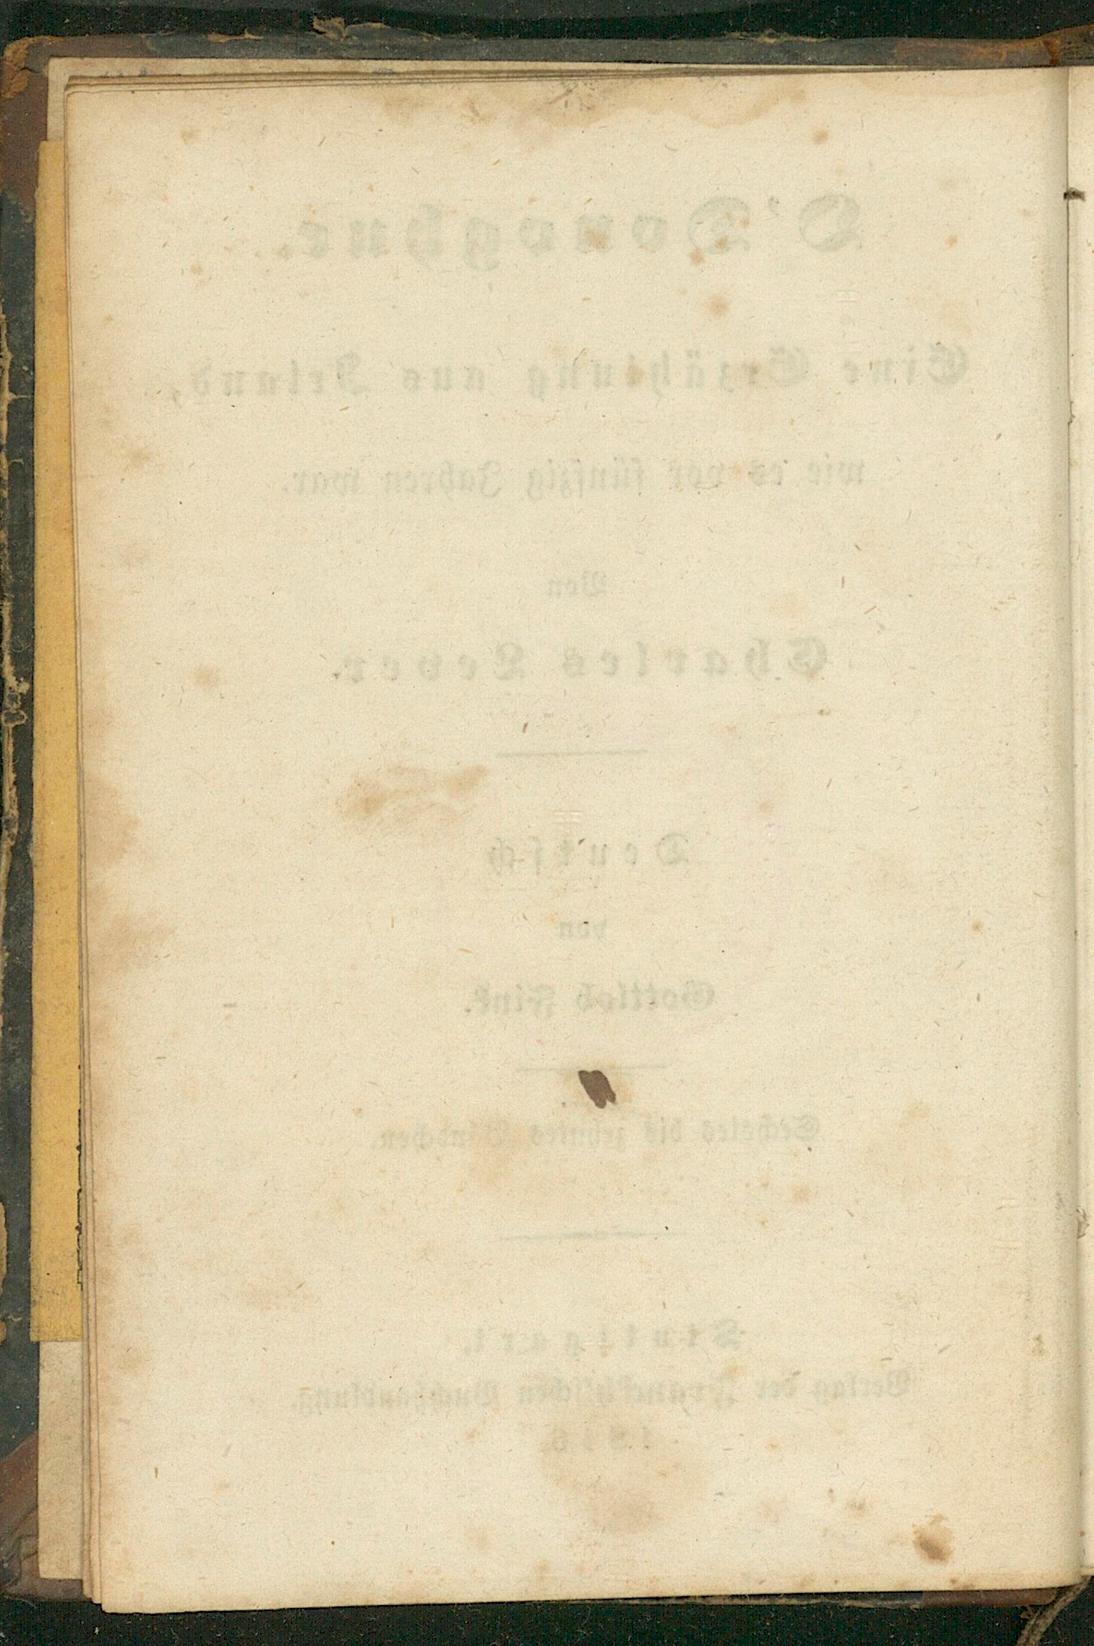 O'Donoghue.
Eine Erzählung aus Irland,
wie es vor fünfzig Jahren war.
Von
Charles Lever.
Deutsch
von
Gottlob Fink.
Sechstes bis zehntes Bändchen.
Stuttgart.
Verlag der Franckh'schen Buchhandlung.
1846.